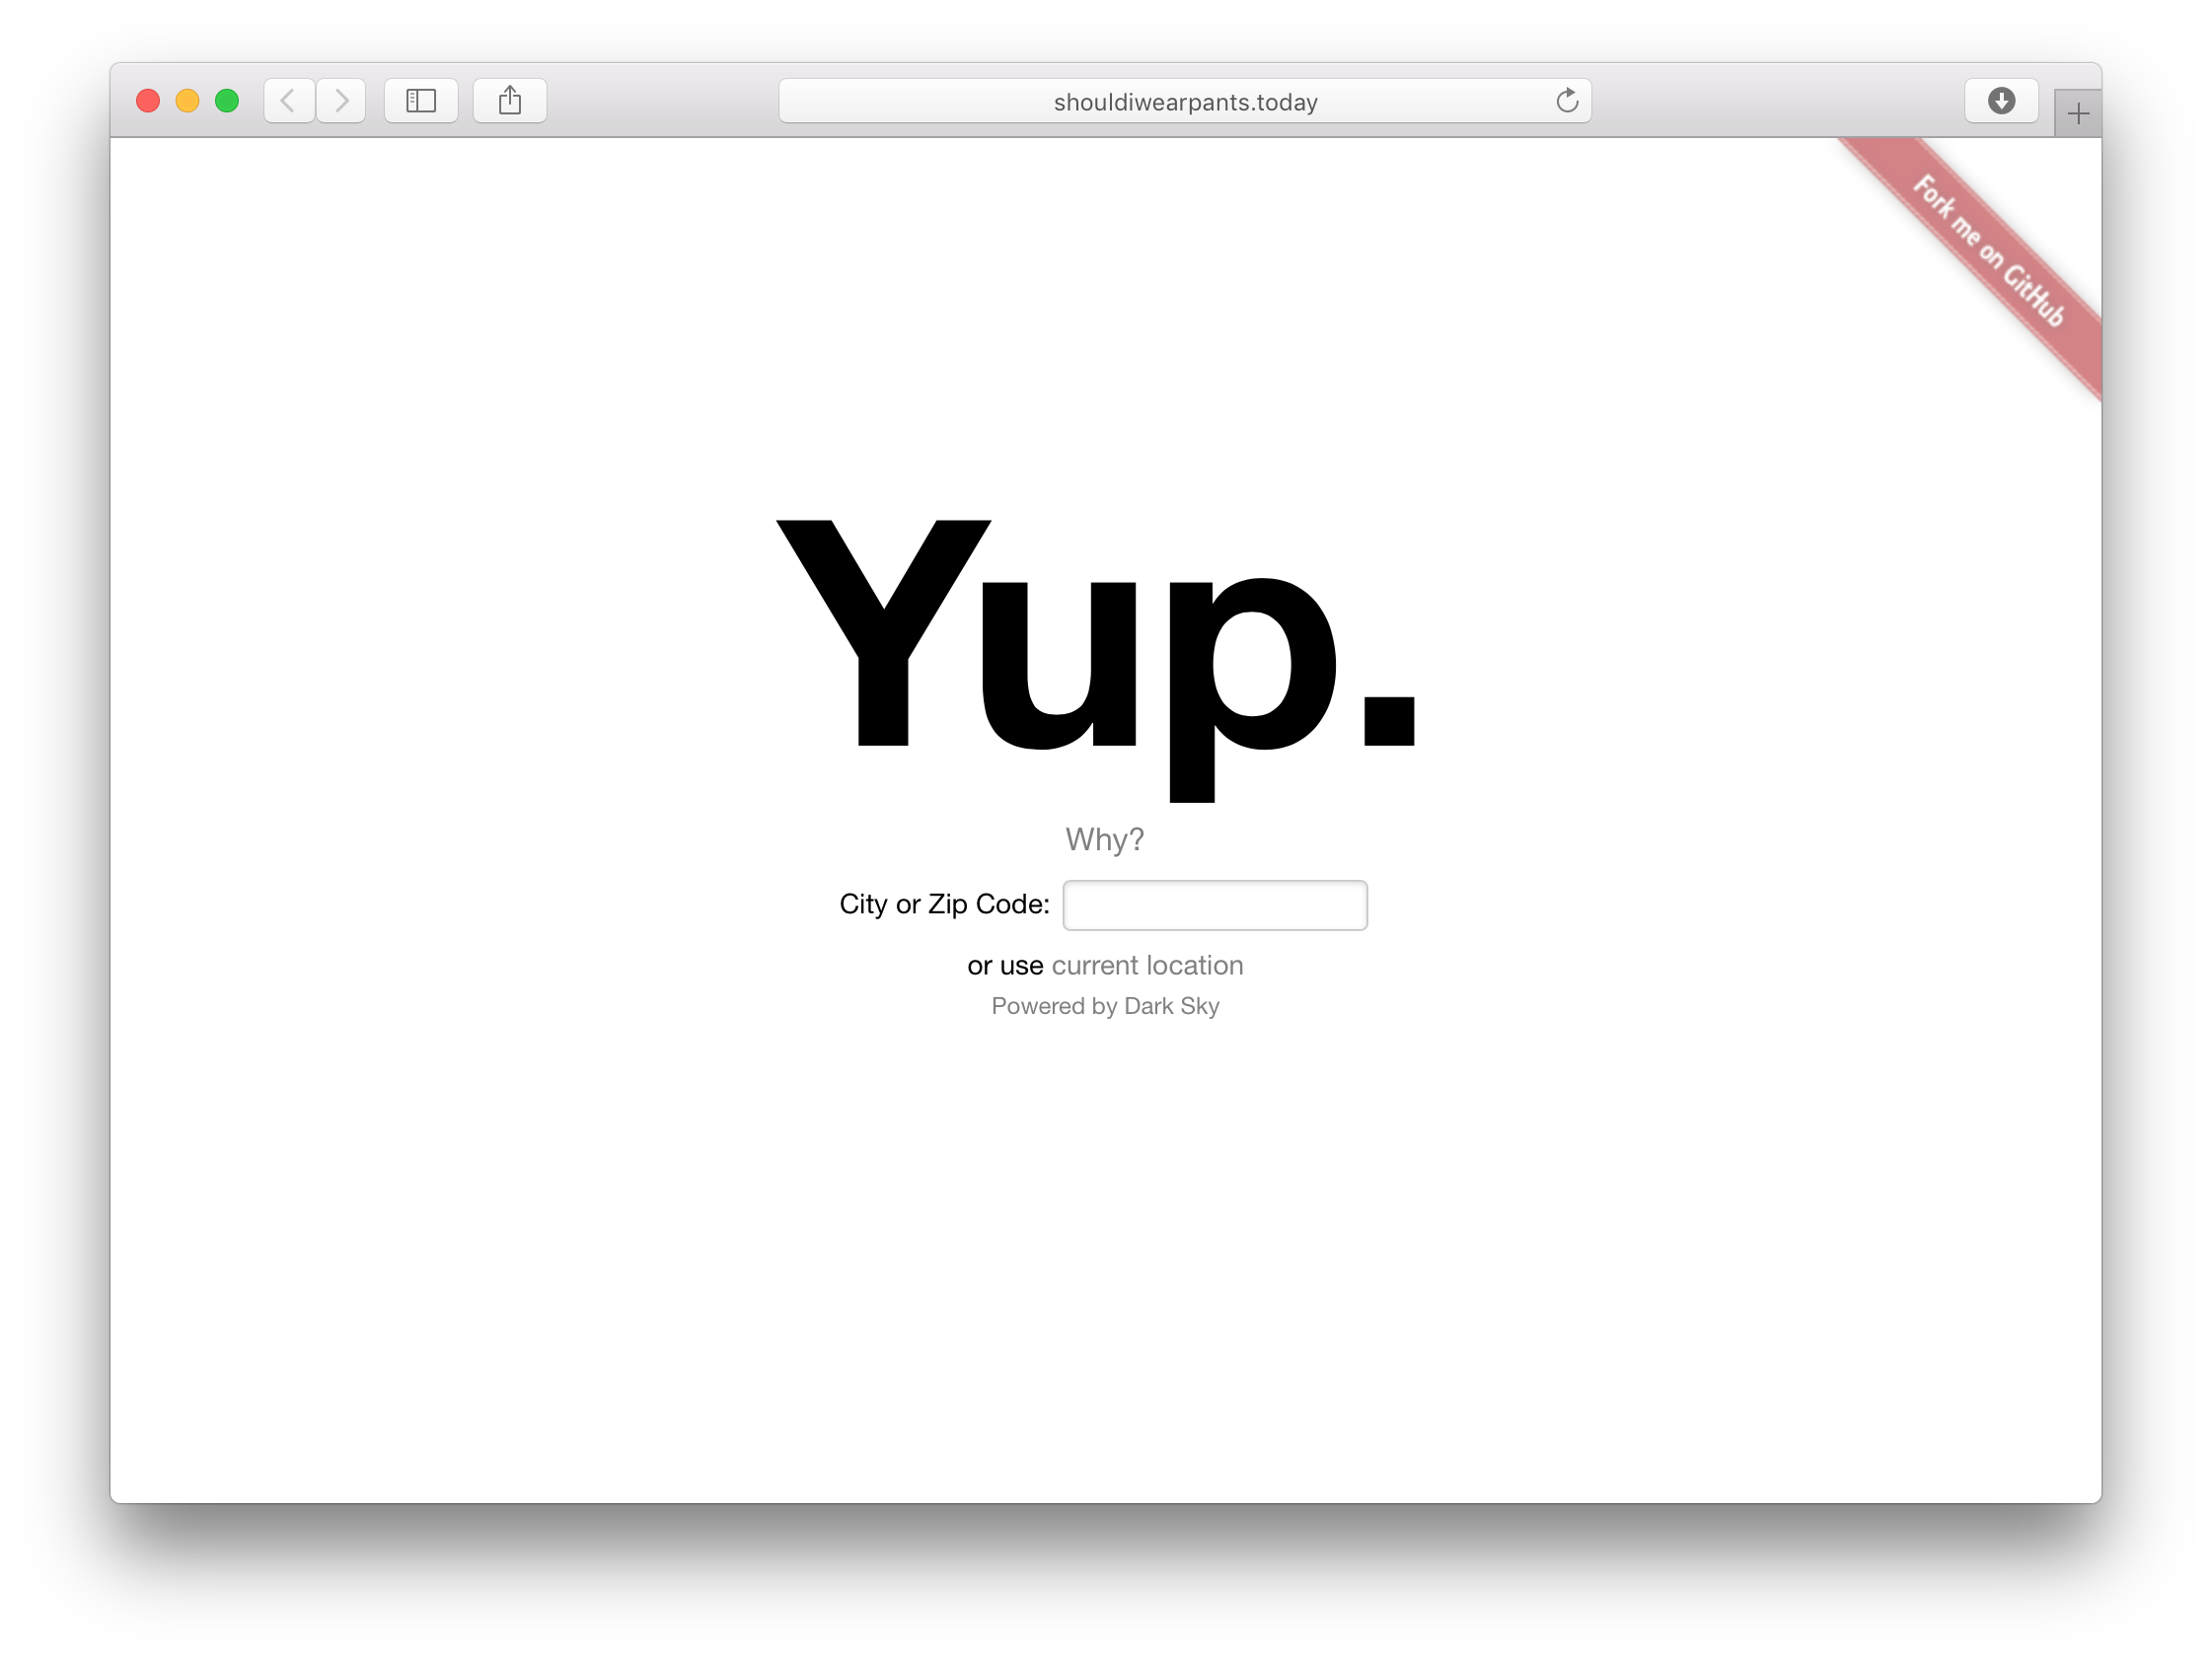 shouldiwearpants.today
Fork me on GitHub
Yup.
Why?
City or Zip Code:
or use current location
Powered by Dark Sky